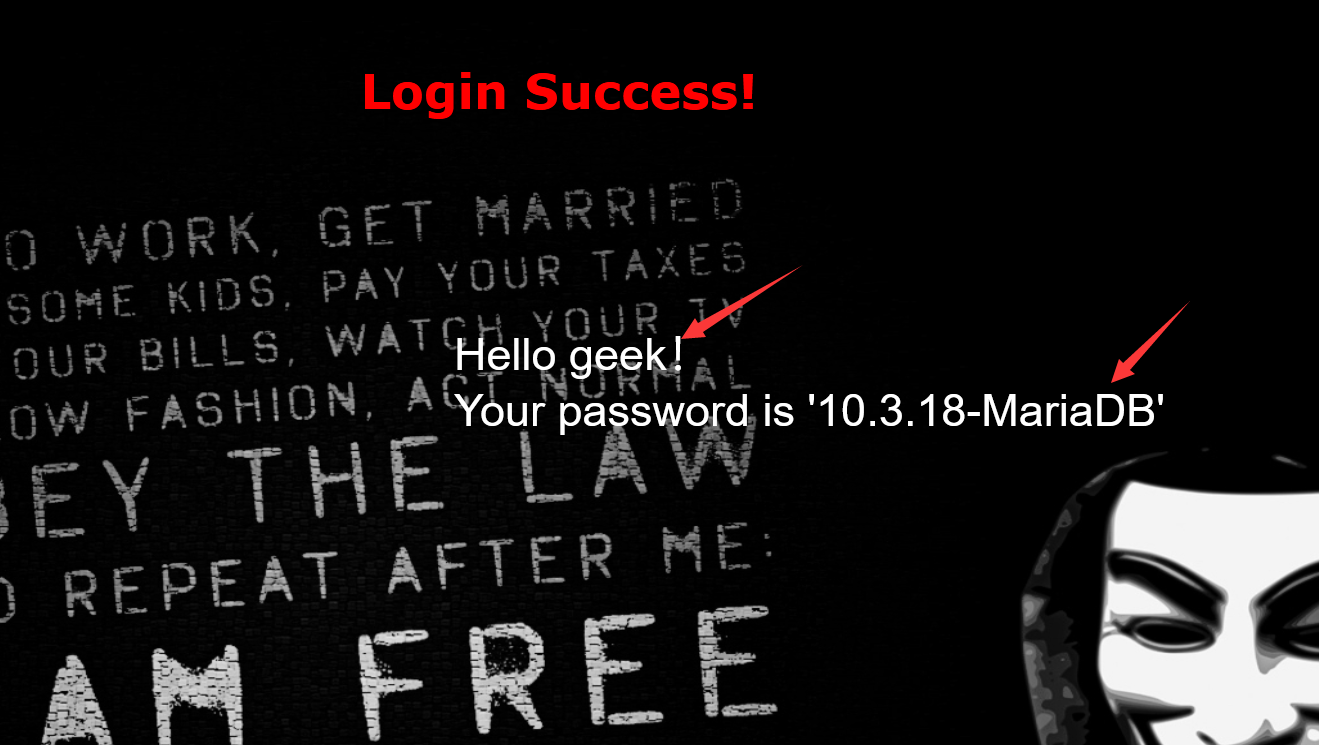 Login Success!
O WORK, GET MARRIED
SOME KIDS, PAY YOUR TAXES
OUR BILLS, WATCH YOUR TV
OW FASHION, ACT NORMAL
Hello geek!
Your password is '10.3.18-MariaDB'
BEY THE LAW
O REPEAT AFTER ME:
AM FREE